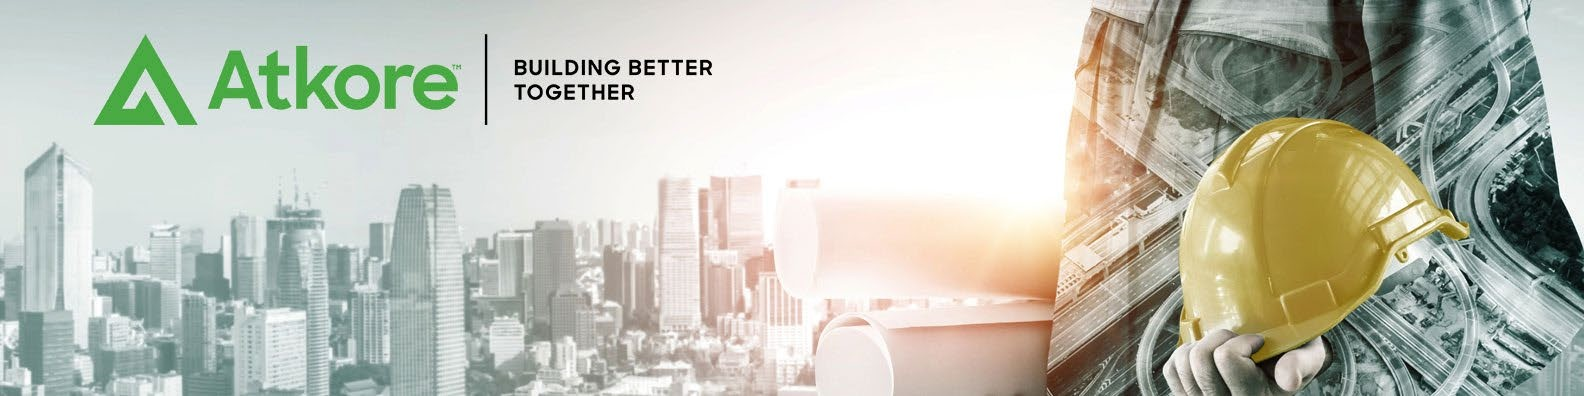 Atkore™
BUILDING BETTER
TOGETHER